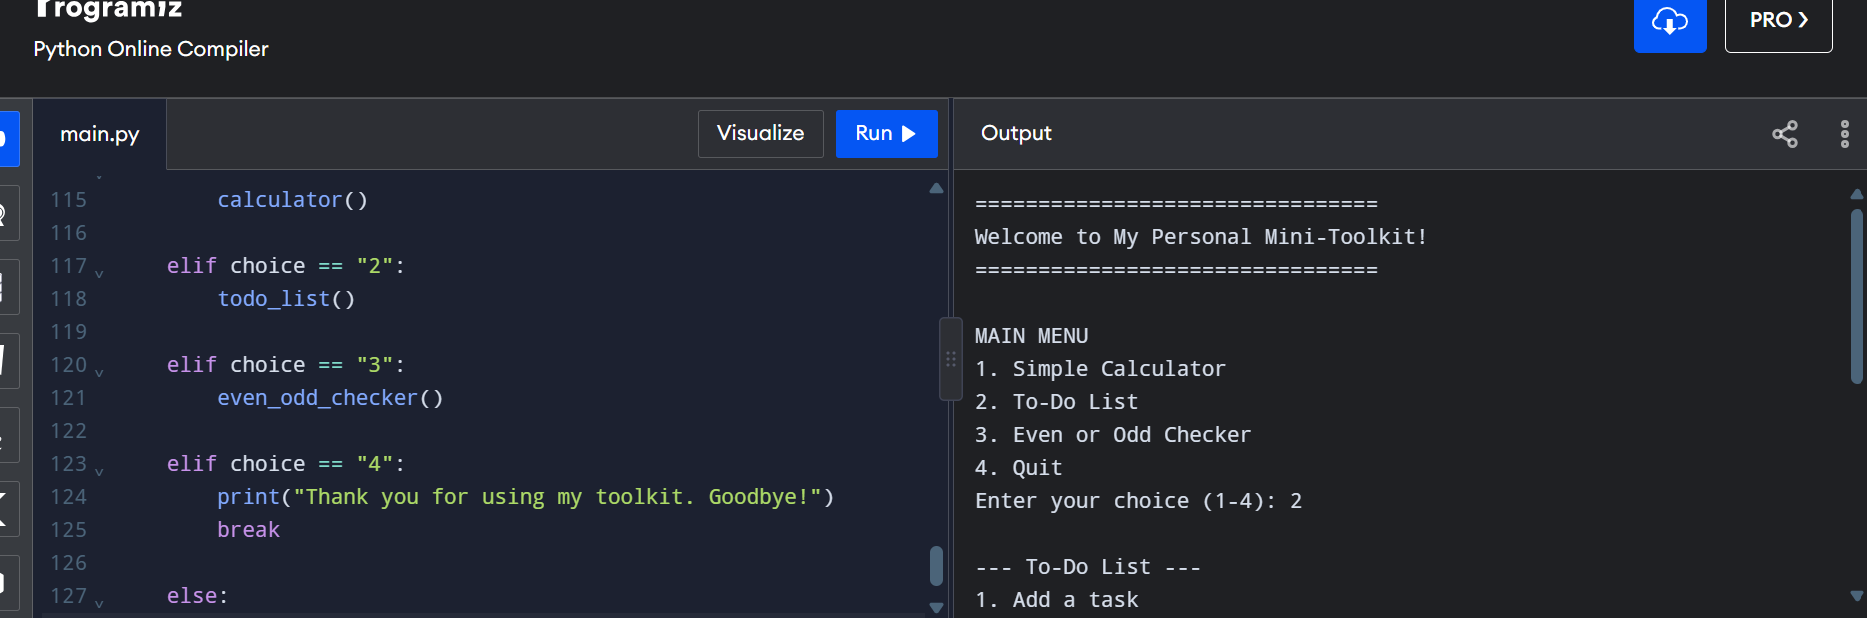 Programiz
Python Online Compiler
PRO
main.py
Visualize
Run
Output
115 calculator()
116
117 elif choice == "2":
118 todo_list()
119
120 elif choice == "3":
121 even_odd_checker()
122
123 elif choice == "4":
124 print("Thank you for using my toolkit. Goodbye!")
125 break
126
127 else:
================================
Welcome to My Personal Mini-Toolkit!
================================
MAIN MENU
1. Simple Calculator
2. To-Do List
3. Even or Odd Checker
4. Quit
Enter your choice (1-4): 2
--- To-Do List ---
1. Add a task